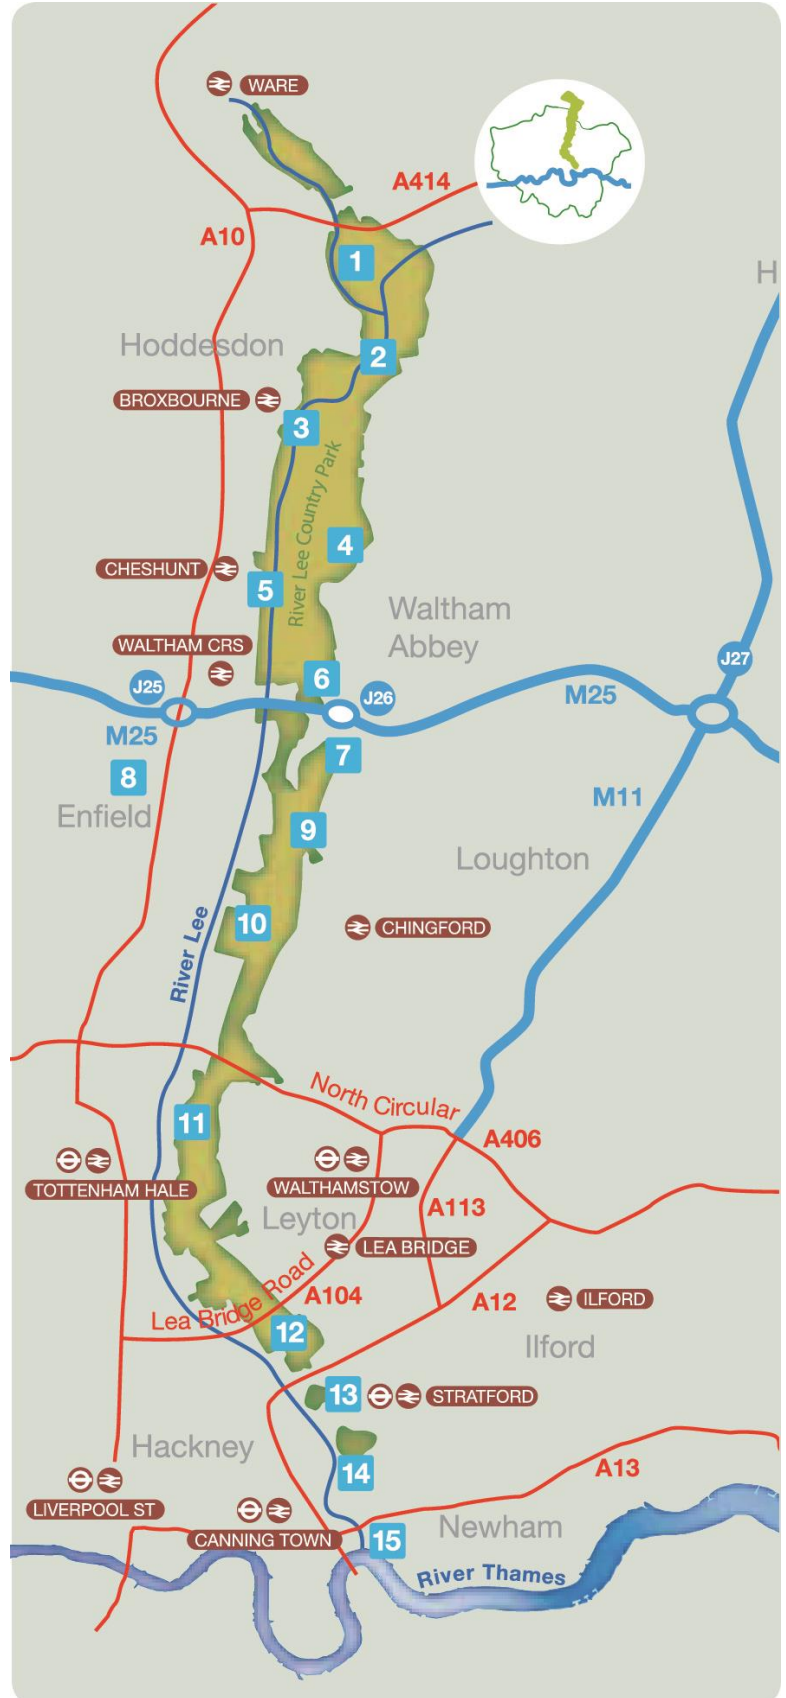 WARE
A414
A10
1
H
Hoddesdon
2
BROXBOURNE
3
River Lee Country Park
4
CHESHUNT
5
Waltham
Abbey
WALTHAM CRS
6
J25
J26
J27
M25
M25
7
8
M11
Enfield
9
Loughton
10
CHINGFORD
River Lee
North Circular
11
A406
TOTTENHAM HALE
WALTHAMSTOW
A113
Leyton
LEA BRIDGE
Lea Bridge Road
A104
A12
ILFORD
12
Ilford
13
STRATFORD
Hackney
14
A13
LIVERPOOL ST
CANNING TOWN
15
Newham
River Thames